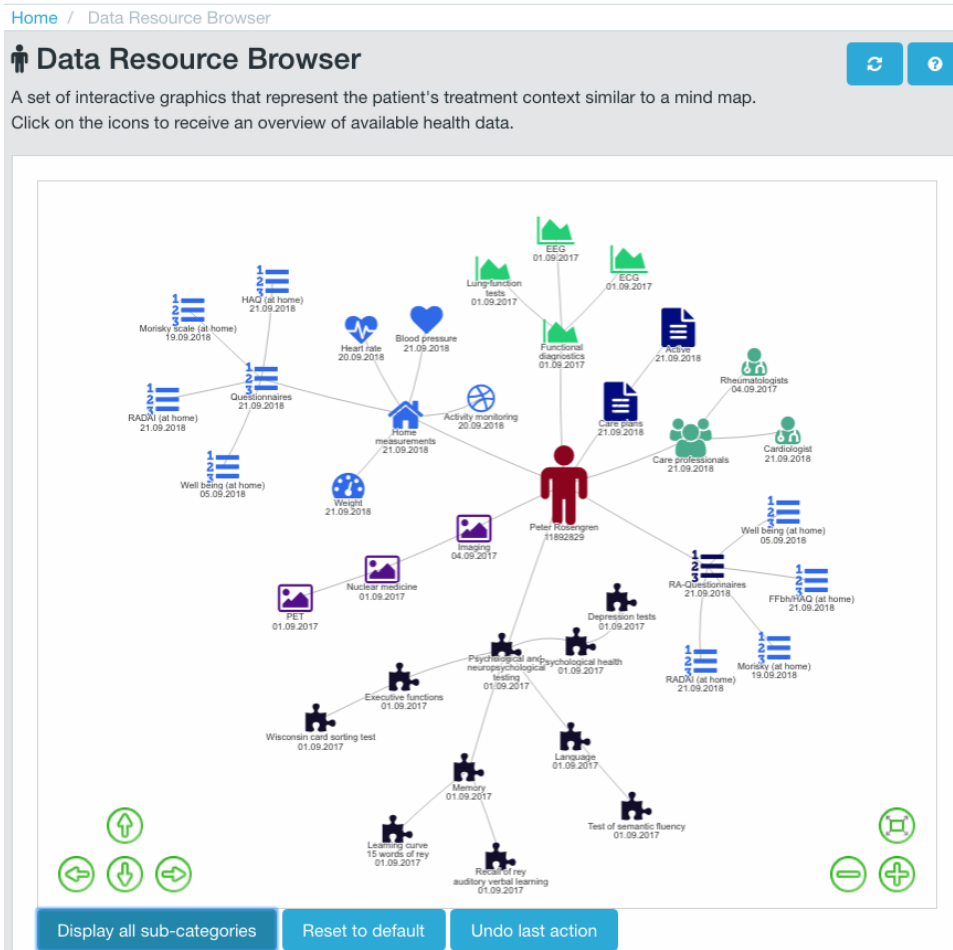 Home / Data Resource Browser
Data Resource Browser
A set of interactive graphics that represent the patient's treatment context similar to a mind map.
Click on the icons to receive an overview of available health data.
EEG
01.09.2017
ECG
01.09.2017
Lung-function
tests
01.09.2017
Functional
diagnostics
01.09.2017
HAQ (at home)
21.09.2018
Morisky scale (at home)
19.09.2018
Heart rate
20.09.2018
Blood pressure
21.09.2018
Active
21.09.2018
Rheumatologists
04.09.2017
Questionnaires
21.09.2018
RADAI (at home)
21.09.2018
Activity monitoring
20.09.2018
Home
measurements
21.09.2018
Care plans
21.09.2018
Care professionals
21.09.2018
Cardiologist
21.09.2018
Well being (at home)
05.09.2018
Weight
21.09.2018
Peter Rosengren
11892829
Well being (at home)
05.09.2018
Imaging
04.09.2017
Nuclear medicine
01.09.2017
PET
01.09.2017
RA-Questionnaires
21.09.2018
FFbh/HAQ (at home)
21.09.2018
Depression tests
01.09.2017
Psychological and
neuropsychological
testing
01.09.2017
Psychological health
01.09.2017
RADAI (at home)
21.09.2018
Morisky (at home)
19.09.2018
Executive functions
01.09.2017
Wisconsin card sorting test
01.09.2017
Language
01.09.2017
Memory
01.09.2017
Test of semantic fluency
01.09.2017
Learning curve
15 words of rey
01.09.2017
Recall of rey
auditory verbal learning
01.09.2017
Display all sub-categories
Reset to default
Undo last action